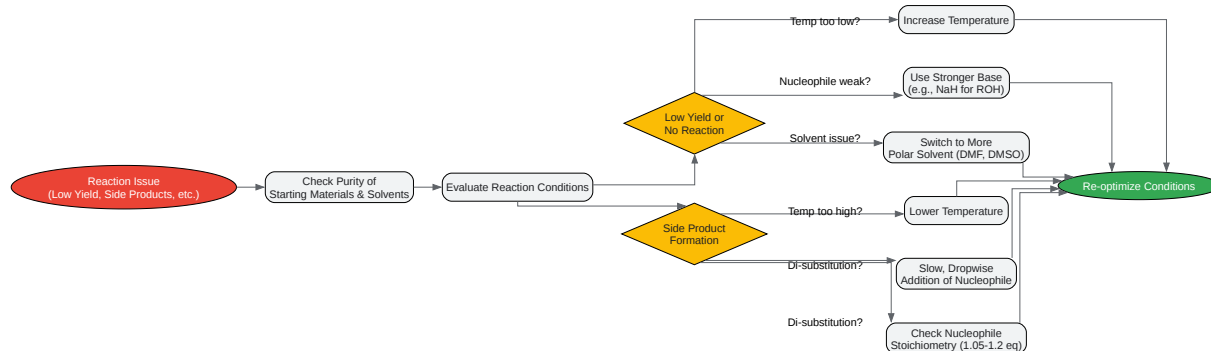 Reaction Issue
(Low Yield, Side Products, etc.)
Check Purity of
Starting Materials & Solvents
Evaluate Reaction Conditions
Low Yield or
No Reaction
Temp too low?
Increase Temperature
Nucleophile weak?
Use Stronger Base
(e.g., NaH for ROH)
Solvent issue?
Switch to More
Polar Solvent (DMF, DMSO)
Side Product
Formation
Temp too high?
Lower Temperature
Di-substitution?
Slow, Dropwise
Addition of Nucleophile
Di-substitution?
Check Nucleophile
Stoichiometry (1.05-1.2 eq)
Re-optimize Conditions